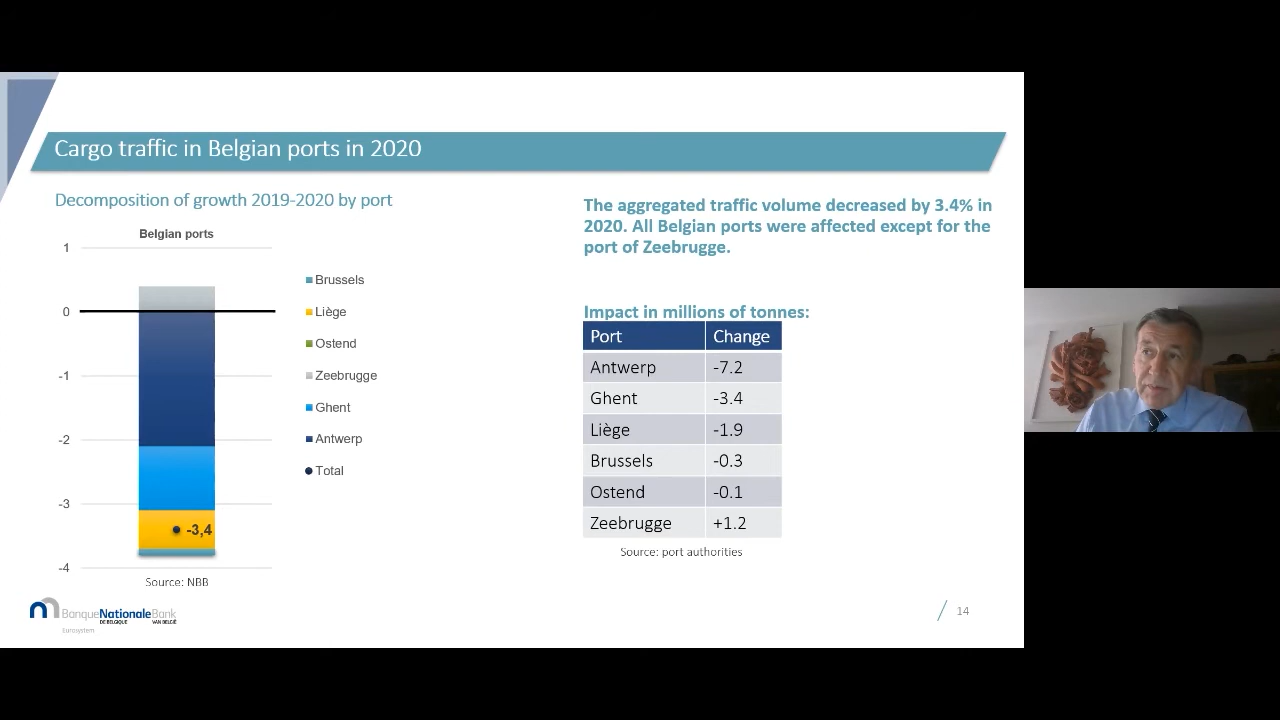 Cargo traffic in Belgian ports in 2020
Decomposition of growth 2019-2020 by port
Belgian ports
1
0
-1
-2
-3
-4
-3,4
Brussels
Liège
Ostend
Zeebrugge
Ghent
Antwerp
Total
Source: NBB
The aggregated traffic volume decreased by 3.4% in
2020. All Belgian ports were affected except for the
port of Zeebrugge.
Impact in millions of tonnes:
Port Change
Antwerp -7.2
Ghent -3.4
Liège -1.9
Brussels -0.3
Ostend -0.1
Zeebrugge +1.2
Source: port authorities
BanqueNationaleBank
DE BELGIQUE VAN BELGIË
Eurosystem
14